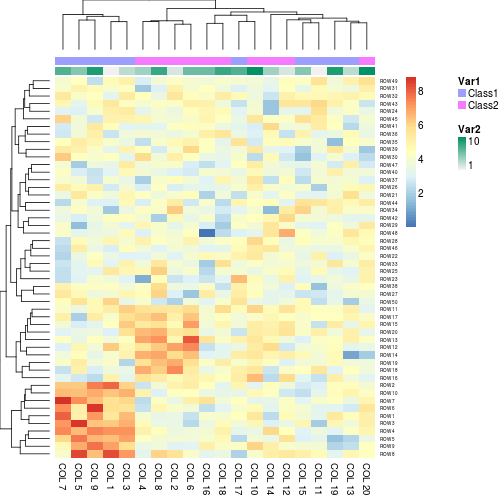 ROW49
ROW31
ROW32
ROW43
ROW24
ROW45
ROW41
ROW36
ROW35
ROW39
ROW30
ROW47
ROW40
ROW37
ROW26
ROW21
ROW44
ROW34
ROW42
ROW29
ROW48
ROW28
ROW46
ROW22
ROW33
ROW25
ROW23
ROW38
ROW27
ROW50
ROW11
ROW17
ROW15
ROW20
ROW13
ROW12
ROW14
ROW19
ROW18
ROW16
ROW2
ROW10
ROW7
ROW6
ROW1
ROW3
ROW4
ROW5
ROW9
ROW8
COL 7
COL 5
COL 9
COL 1
COL 3
COL 4
COL 8
COL 2
COL 6
COL 16
COL 18
COL 17
COL 10
COL 14
COL 12
COL 15
COL 11
COL 19
COL 13
COL 20
8
6
4
2
Var1
Class1
Class2
Var2
10
1